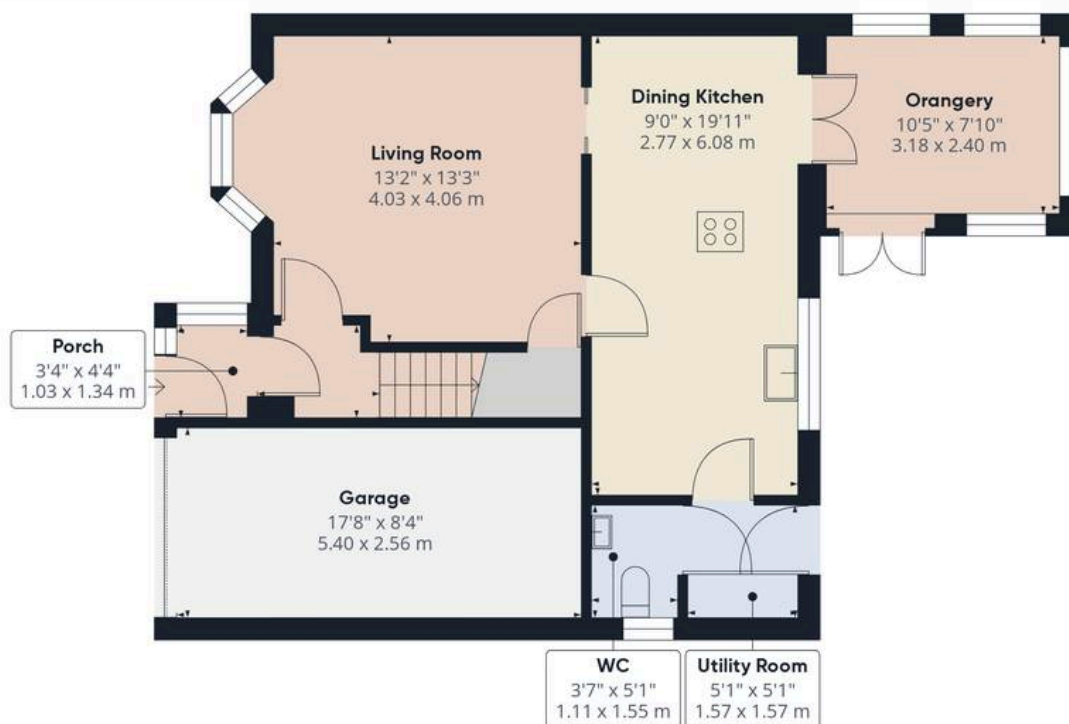 Living Room
13'2" x 13'3"
4.03 x 4.06 m
Dining Kitchen
9'0" x 19'11"
2.77 x 6.08 m
Orangery
10'5" x 7'10"
3.18 x 2.40 m
Porch
3'4" x 4'4"
1.03 x 1.34 m
Garage
17'8" x 8'4"
5.40 x 2.56 m
WC
3'7" x 5'1"
1.11 x 1.55 m
Utility Room
5'1" x 5'1"
1.57 x 1.57 m